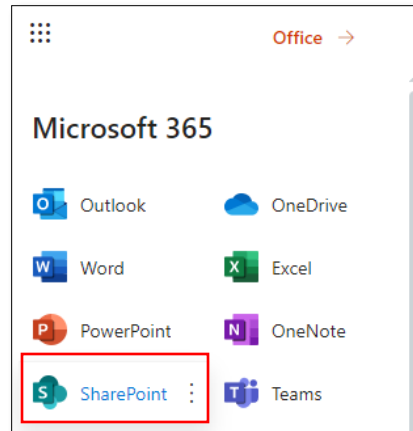 Office →
Microsoft 365
Outlook OneDrive
Word Excel
PowerPoint OneNote
SharePoint Teams